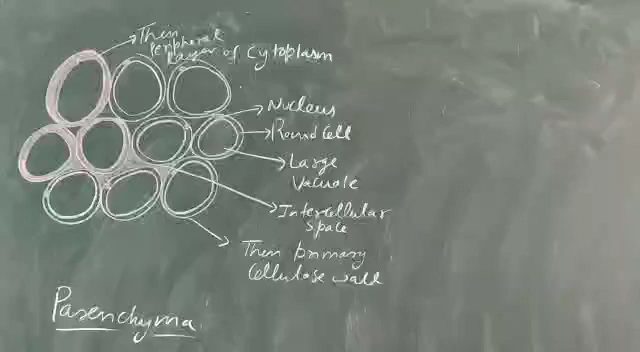 Thin
Peripheral
Layer of Cytoplasm
Nucleus
Round Cell
Large
Vacuole
Intercellular
space
Thin primary
Cellulose wall
Parenchyma